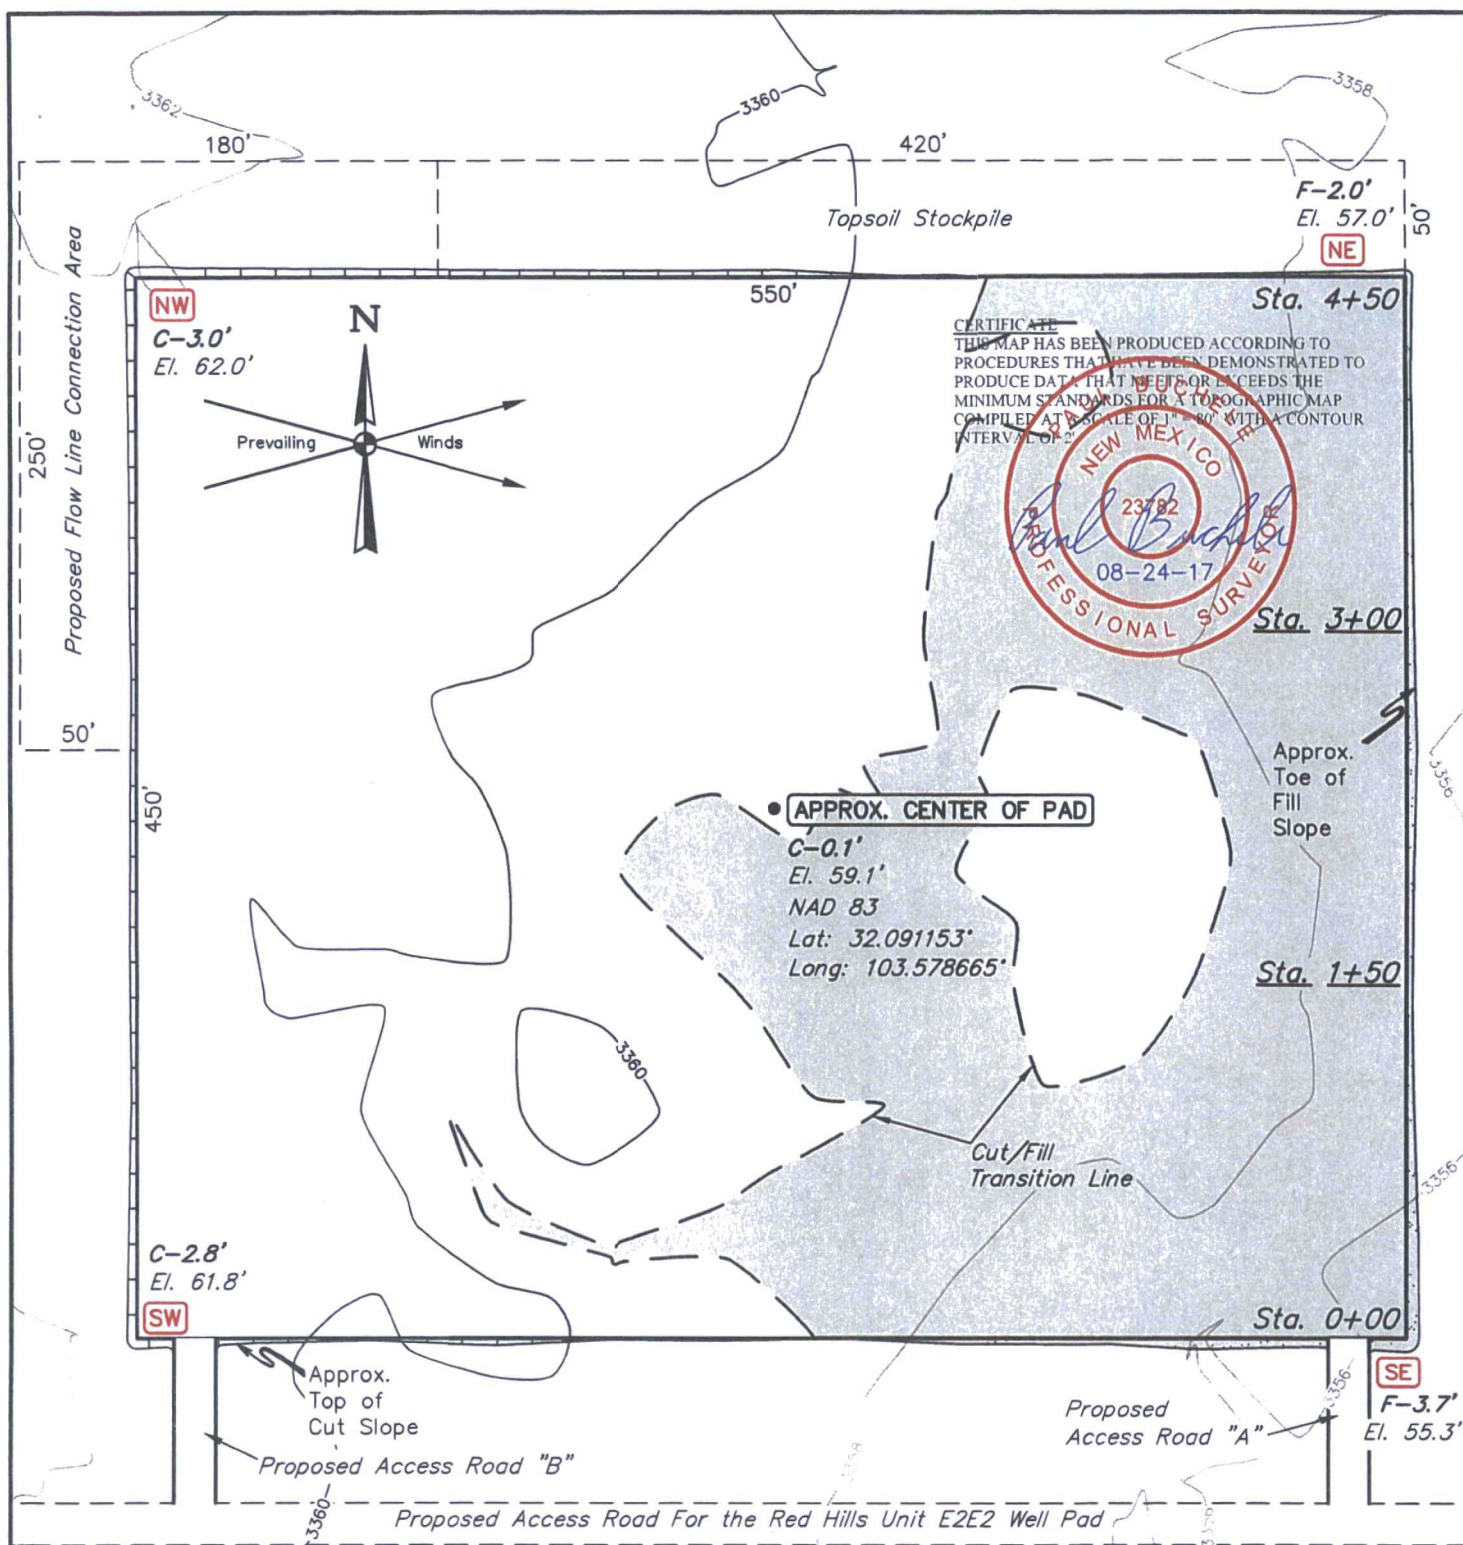 3362
3360
3358
180'
420'
F-2.0'
El. 57.0'
50'
Topsoil Stockpile
NE
Proposed Flow Line Connection Area
250'
50'
NW
C-3.0'
El. 62.0'
N
Prevailing Winds
550'
Sta. 4+50
CERTIFICATE
THIS MAP HAS BEEN PRODUCED ACCORDING TO
PROCEDURES THAT HAVE BEEN DEMONSTRATED TO
PRODUCE DATA THAT MEETS OR EXCEEDS THE
MINIMUM STANDARDS FOR A TOPOGRAPHIC MAP
COMPILED AT A SCALE OF 1" = 80' WITH A CONTOUR
INTERVAL OF 2'
PAUL BUCHELE
NEW MEXICO
23782
Paul Buchele
08-24-17
PROFESSIONAL SURVEYOR
Sta. 3+00
450'
Approx.
Toe of
Fill
Slope
3356
APPROX. CENTER OF PAD
C-0.1'
El. 59.1'
NAD 83
Lat: 32.091153°
Long: 103.578665°
Sta. 1+50
3360
Cut/Fill
Transition Line
3356
C-2.8'
El. 61.8'
SW
Sta. 0+00
SE
F-3.7'
El. 55.3'
Approx.
Top of
Cut Slope
3356
Proposed
Access Road "A"
Proposed Access Road "B"
3358
3360
Proposed Access Road For the Red Hills Unit E2E2 Well Pad